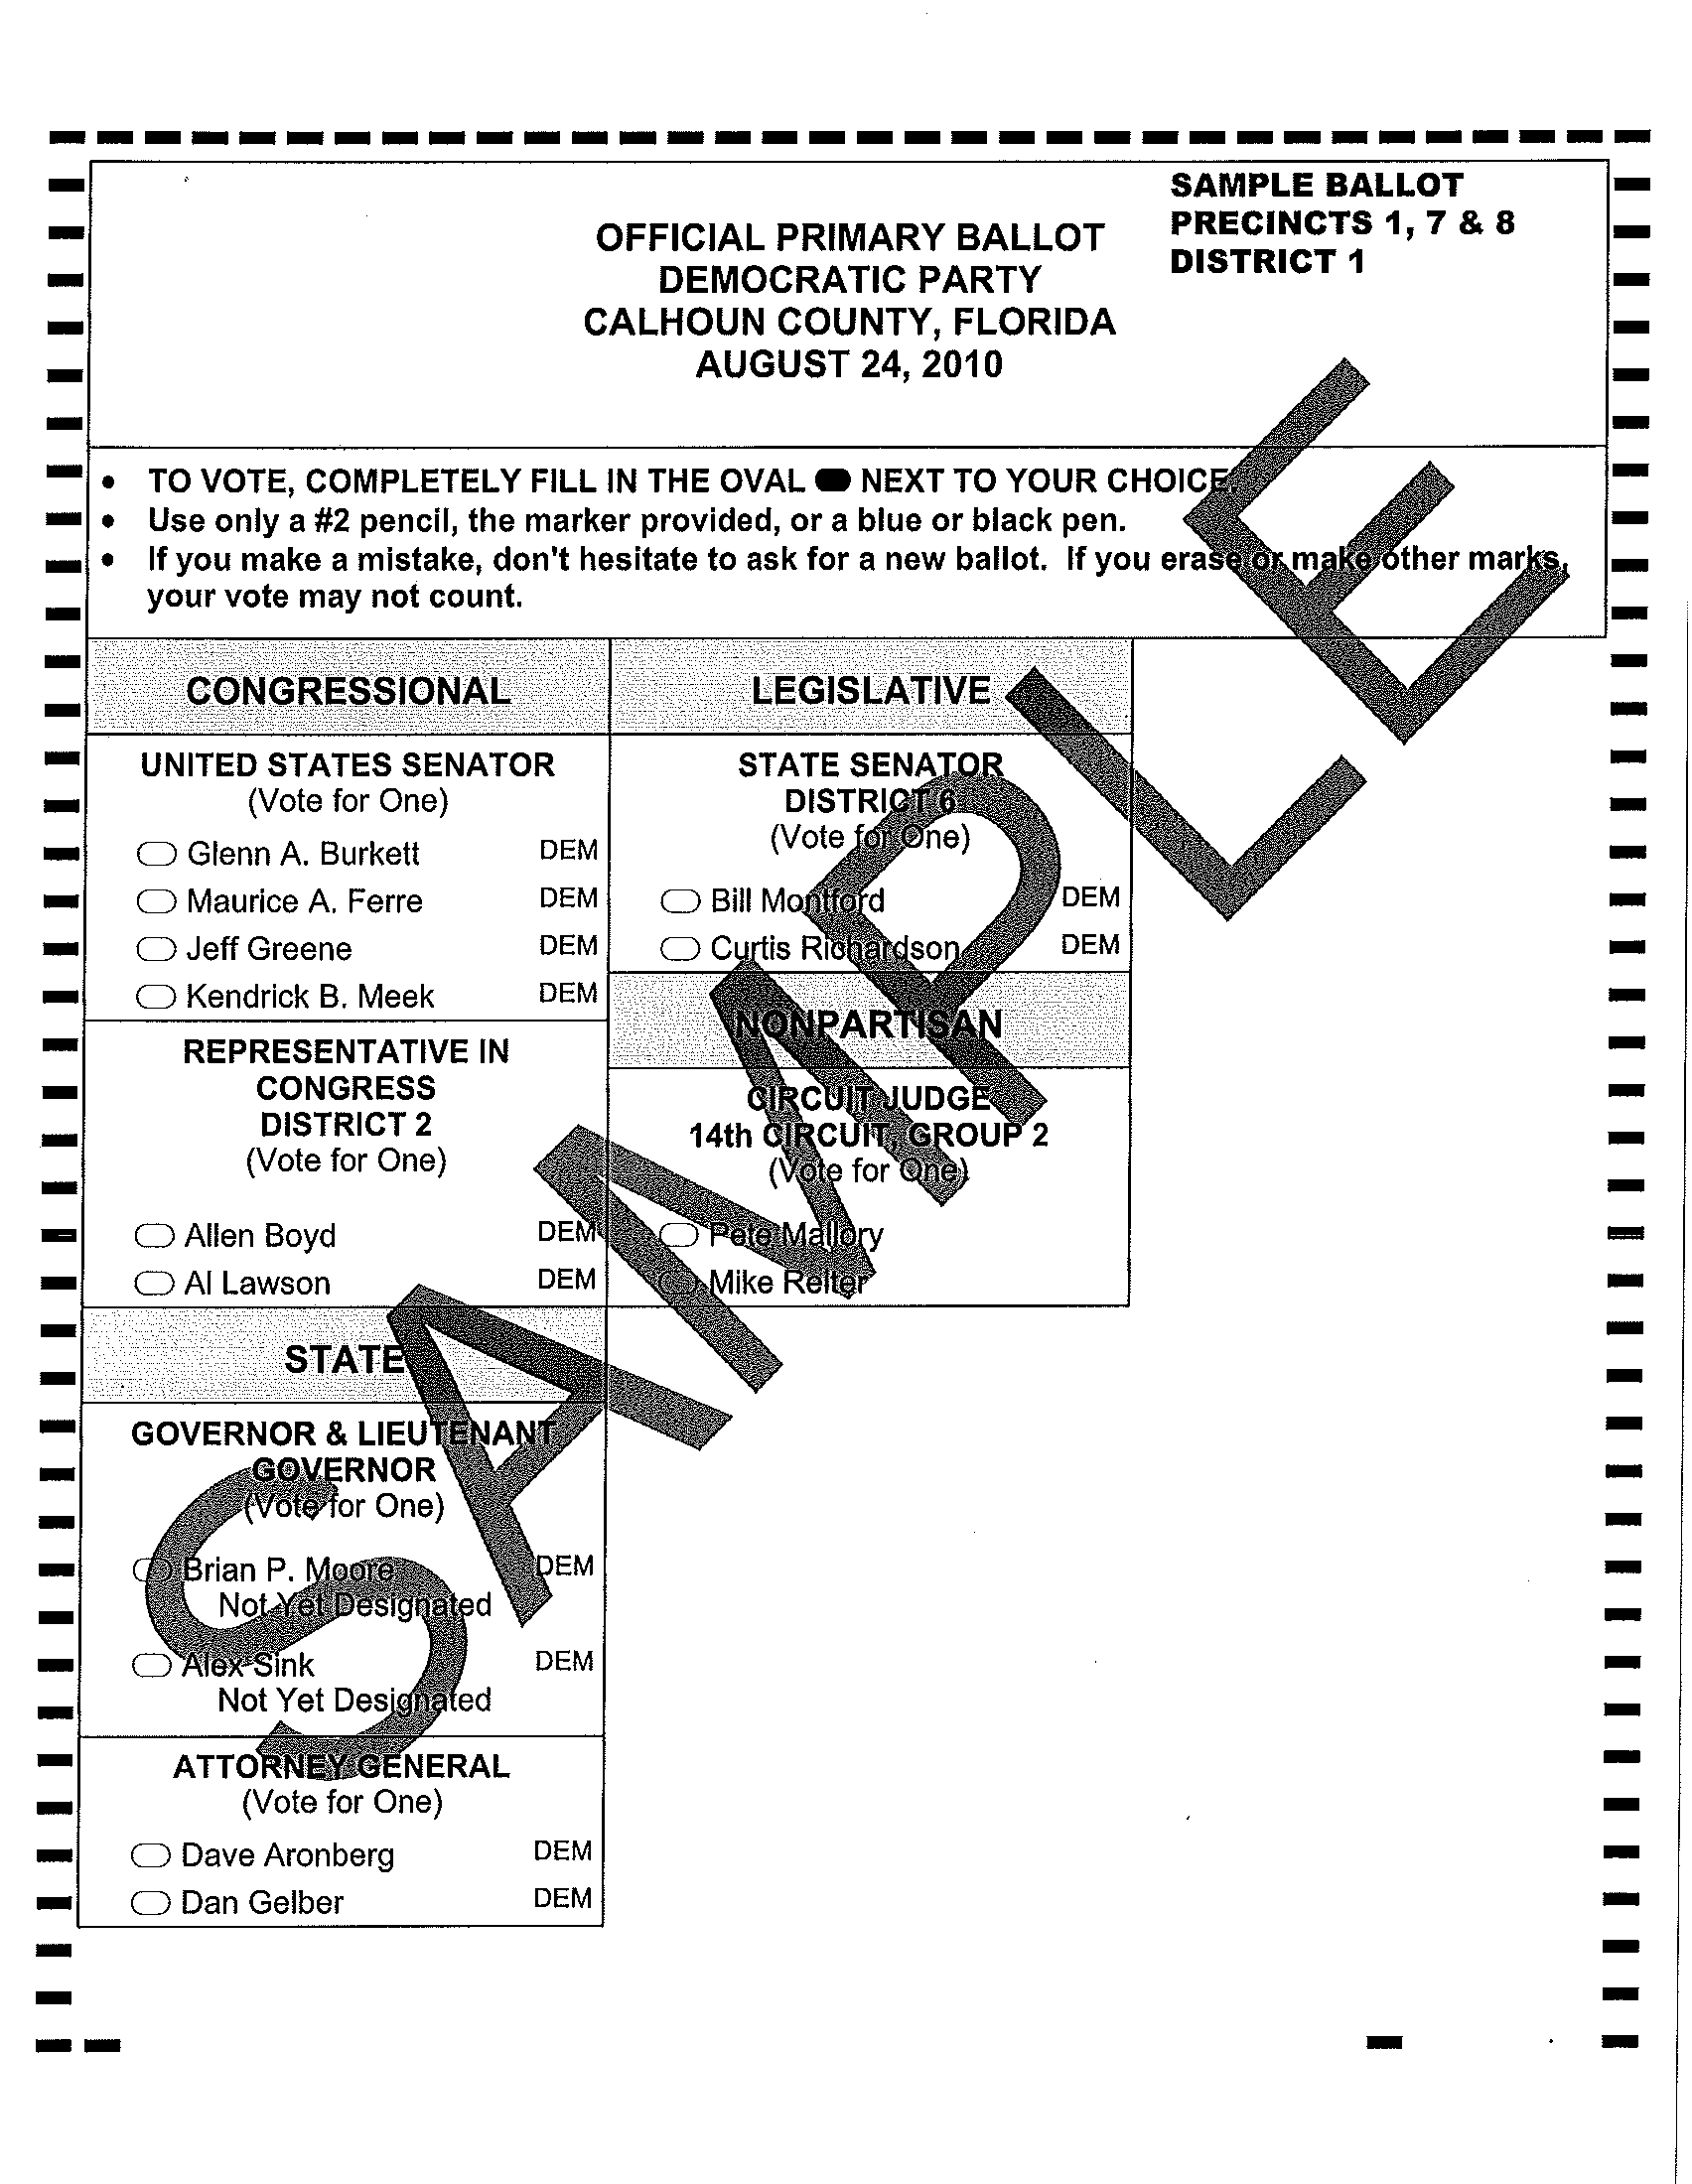 SAMPLE BALLOT
PRECINCTS 1, 7 & 8
DISTRICT 1
OFFICIAL PRIMARY BALLOT
DEMOCRATIC PARTY
CALHOUN COUNTY, FLORIDA
AUGUST 24, 2010
• TO VOTE, COMPLETELY FILL IN THE OVAL NEXT TO YOUR CHOICE.
• Use only a #2 pencil, the marker provided, or a blue or black pen.
• If you make a mistake, don't hesitate to ask for a new ballot. If you erase or make other marks,
your vote may not count.
CONGRESSIONAL
UNITED STATES SENATOR
(Vote for One)
Glenn A. Burkett DEM
Maurice A. Ferre DEM
Jeff Greene DEM
Kendrick B. Meek DEM
REPRESENTATIVE IN
CONGRESS
DISTRICT 2
(Vote for One)
Allen Boyd DEM
Al Lawson DEM
STATE
GOVERNOR & LIEUTENANT
GOVERNOR
(Vote for One)
Brian P. Moore DEM
Not Yet Designated
Alex Sink DEM
Not Yet Designated
ATTORNEY GENERAL
(Vote for One)
Dave Aronberg DEM
Dan Gelber DEM
LEGISLATIVE
STATE SENATOR
DISTRICT 6
(Vote for One)
Bill Montford DEM
Curtis Richardson DEM
NONPARTISAN
CIRCUIT JUDGE
14th CIRCUIT, GROUP 2
(Vote for One)
Pete Mallory
Mike Reiter
SAMPLE